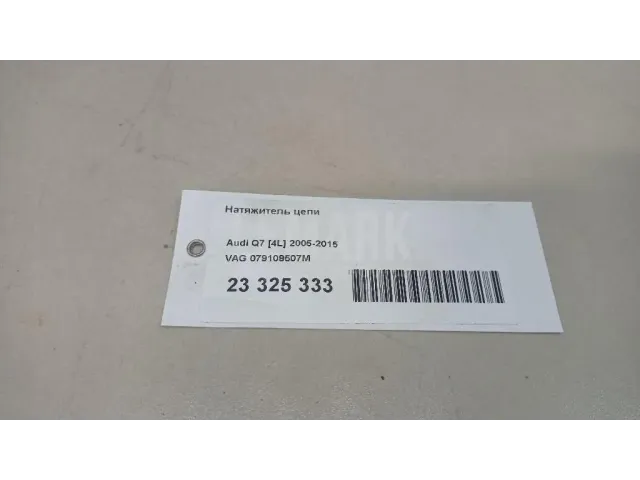 Натяжитель цепи
Audi Q7 [4L] 2005-2015
VAG 079109507M
23 325 333